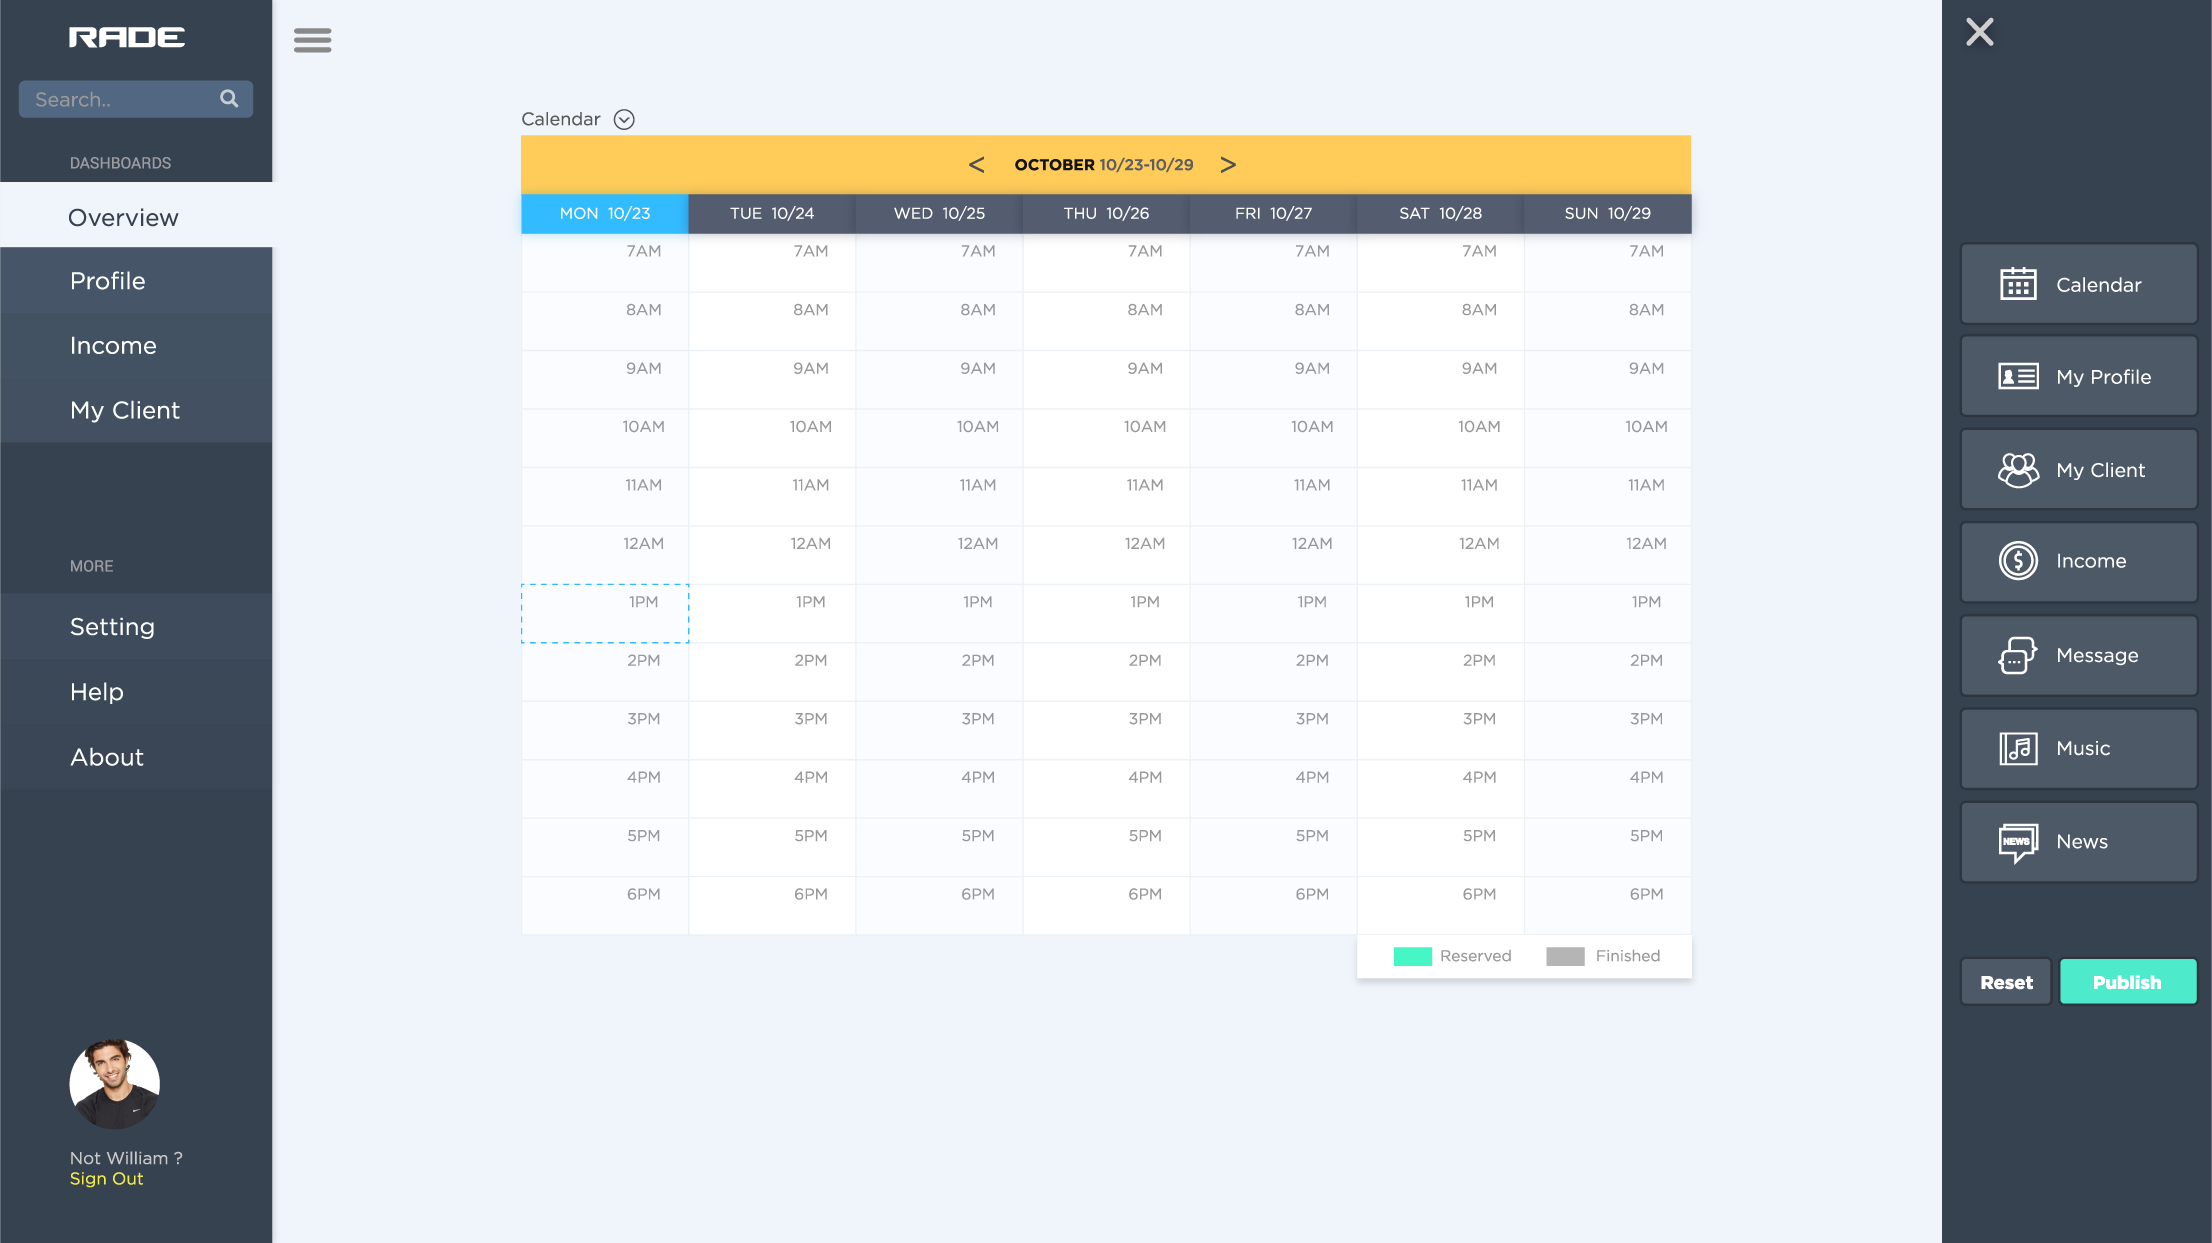 RADE
Search..
DASHBOARDS
Overview
Profile
Income
My Client
MORE
Setting
Help
About
Not William ?
Sign Out
Calendar
< OCTOBER 10/23-10/29 >
MON 10/23 TUE 10/24 WED 10/25 THU 10/26 FRI 10/27 SAT 10/28 SUN 10/29
7AM 7AM 7AM 7AM 7AM 7AM 7AM
8AM 8AM 8AM 8AM 8AM 8AM 8AM
9AM 9AM 9AM 9AM 9AM 9AM 9AM
10AM 10AM 10AM 10AM 10AM 10AM 10AM
11AM 11AM 11AM 11AM 11AM 11AM 11AM
12AM 12AM 12AM 12AM 12AM 12AM 12AM
1PM 1PM 1PM 1PM 1PM 1PM 1PM
2PM 2PM 2PM 2PM 2PM 2PM 2PM
3PM 3PM 3PM 3PM 3PM 3PM 3PM
4PM 4PM 4PM 4PM 4PM 4PM 4PM
5PM 5PM 5PM 5PM 5PM 5PM 5PM
6PM 6PM 6PM 6PM 6PM 6PM 6PM
Reserved Finished
Calendar
My Profile
My Client
Income
Message
Music
NEWS News
Reset Publish